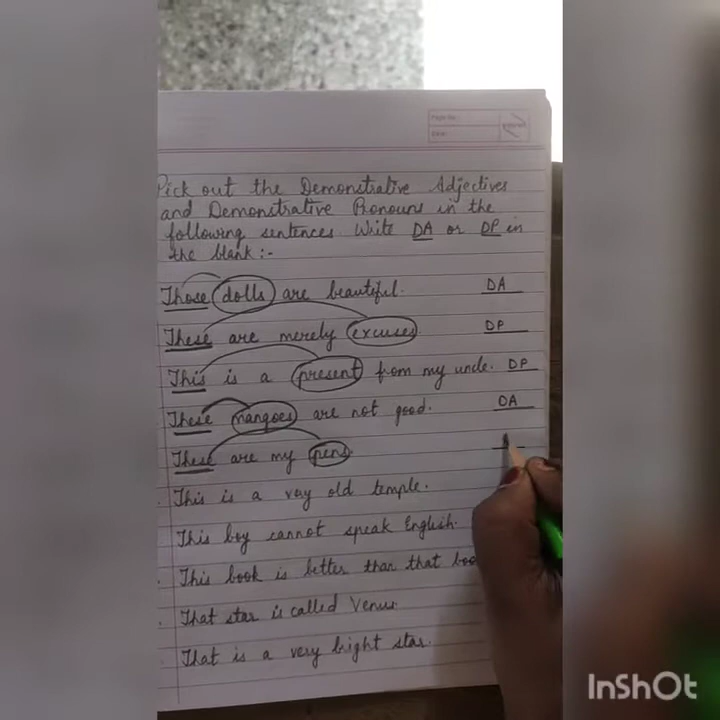 Pick out the Demonstrative Adjectives
and Demonstrative Pronouns in the
following sentences. Write DA or DP in
the blank :-
Those dolls are beautiful. DA
These are merely excuses. DP
This is a present from my uncle. DP
These mangoes are not good. DA
These are my pens.
This is a very old temple.
This boy cannot speak English.
This book is better than that
That star is called Venus.
That is a very bright star.
InShOt